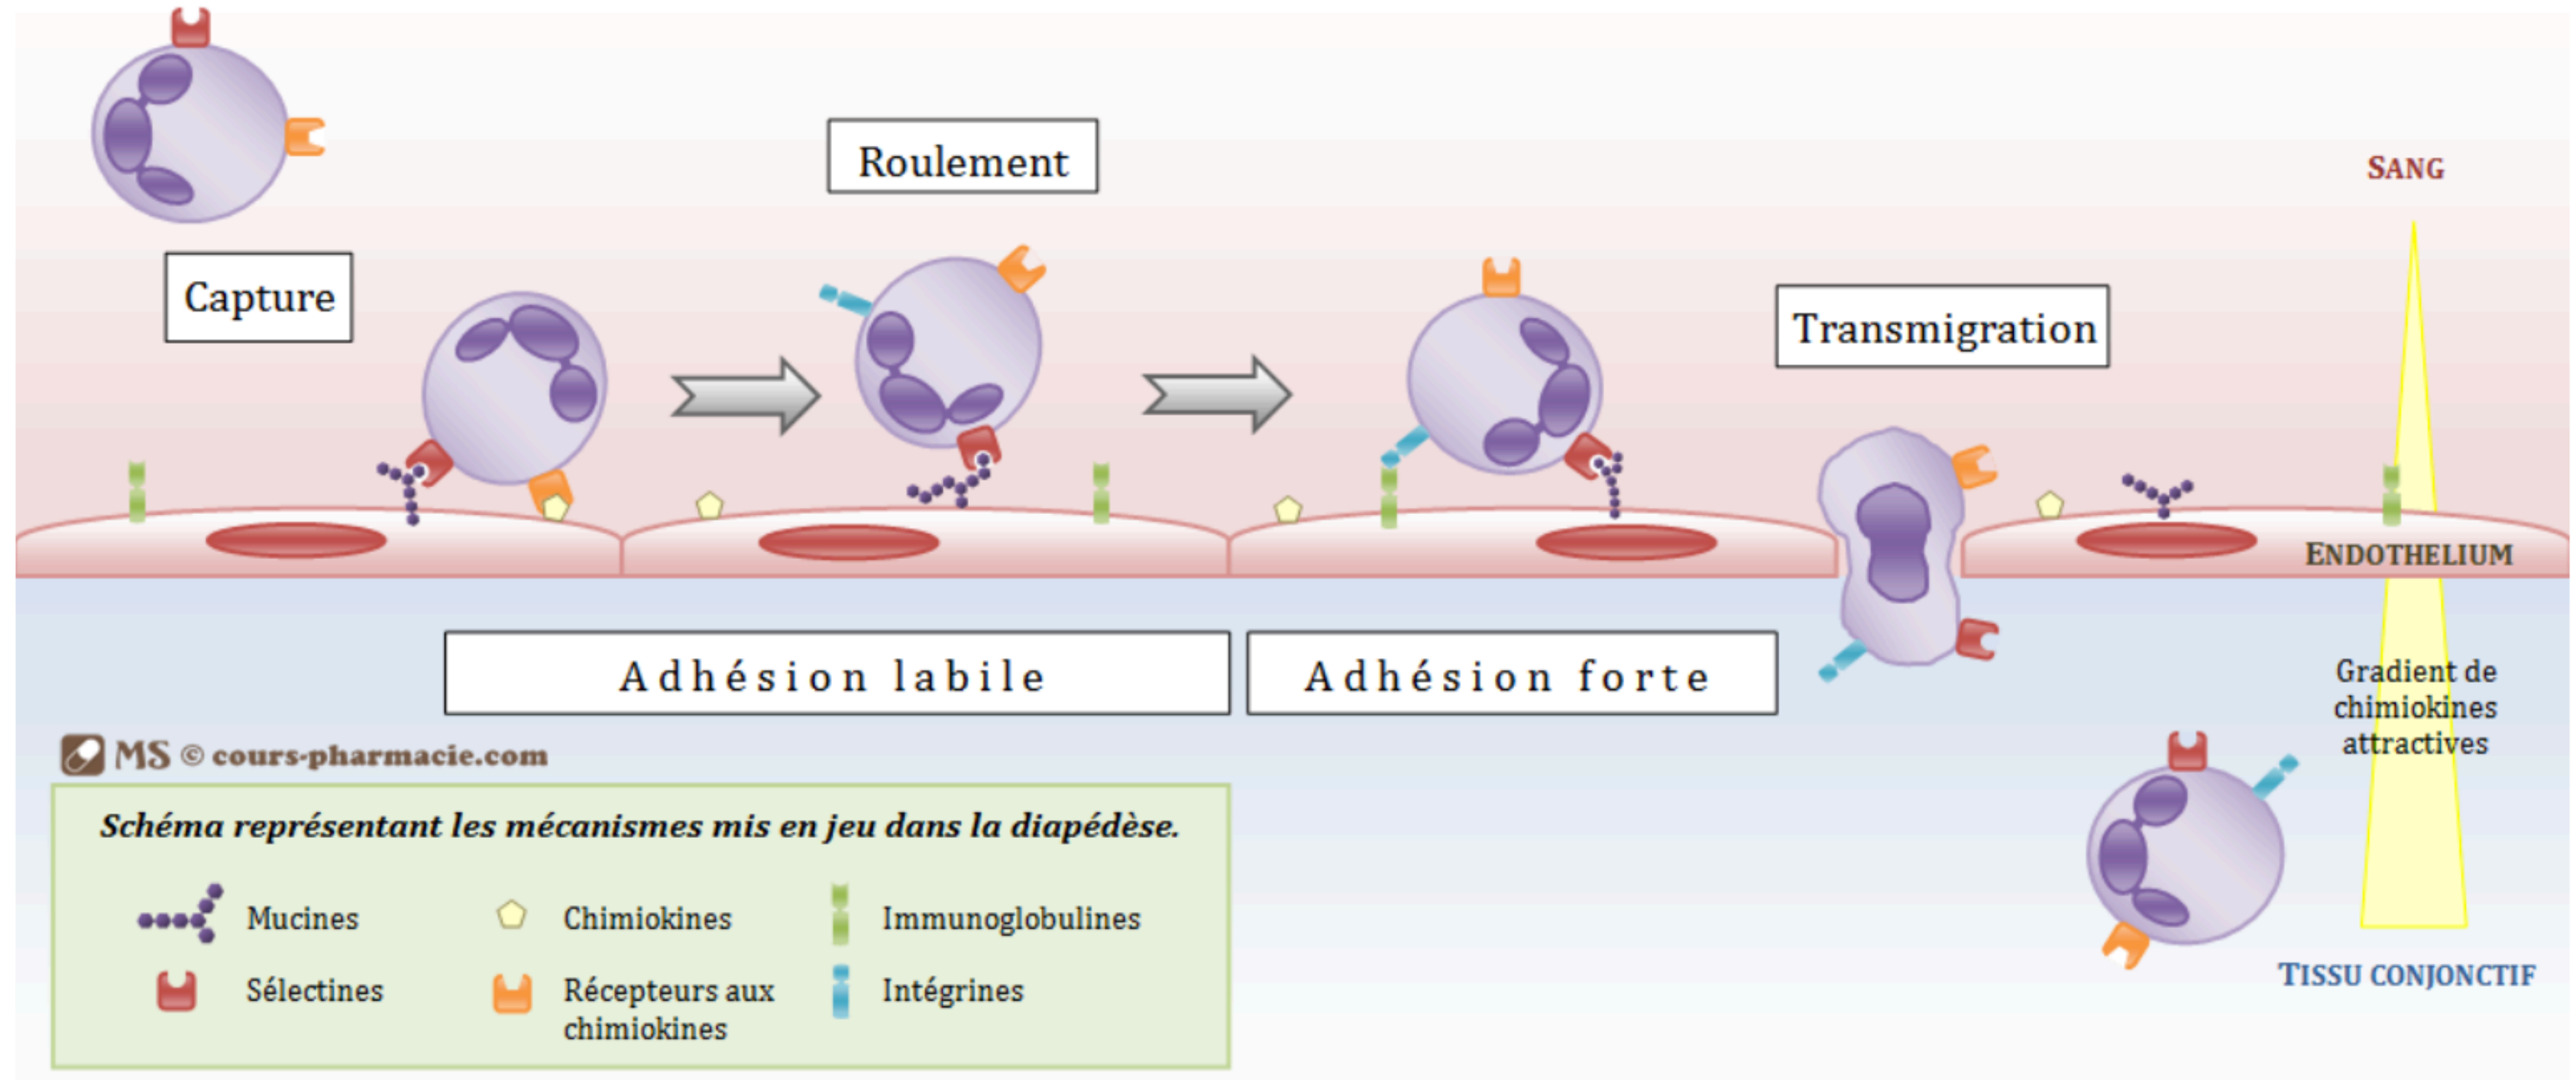 Roulement
SANG
Capture
Transmigration
ENDOTHELIUM
Adhésion labile
Adhésion forte
Gradient de
chimiokines
attractives
MS © cours-pharmacie.com
Schéma représentant les mécanismes mis en jeu dans la diapédèse.
Mucines
Chimiokines
Immunoglobulines
Sélectines
Récepteurs aux
chimiokines
Intégrines
TISSU CONJONCTIF